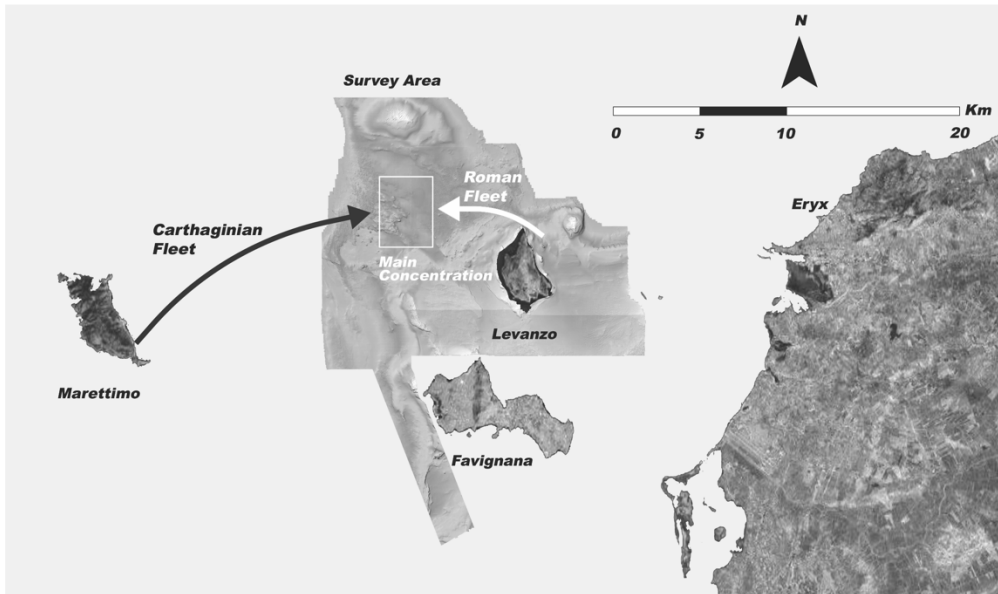 N
Survey Area
Km
0 5 10 20
Roman
Fleet
Eryx
Carthaginian
Fleet
Main
Concentration
Levanzo
Marettimo
Favignana